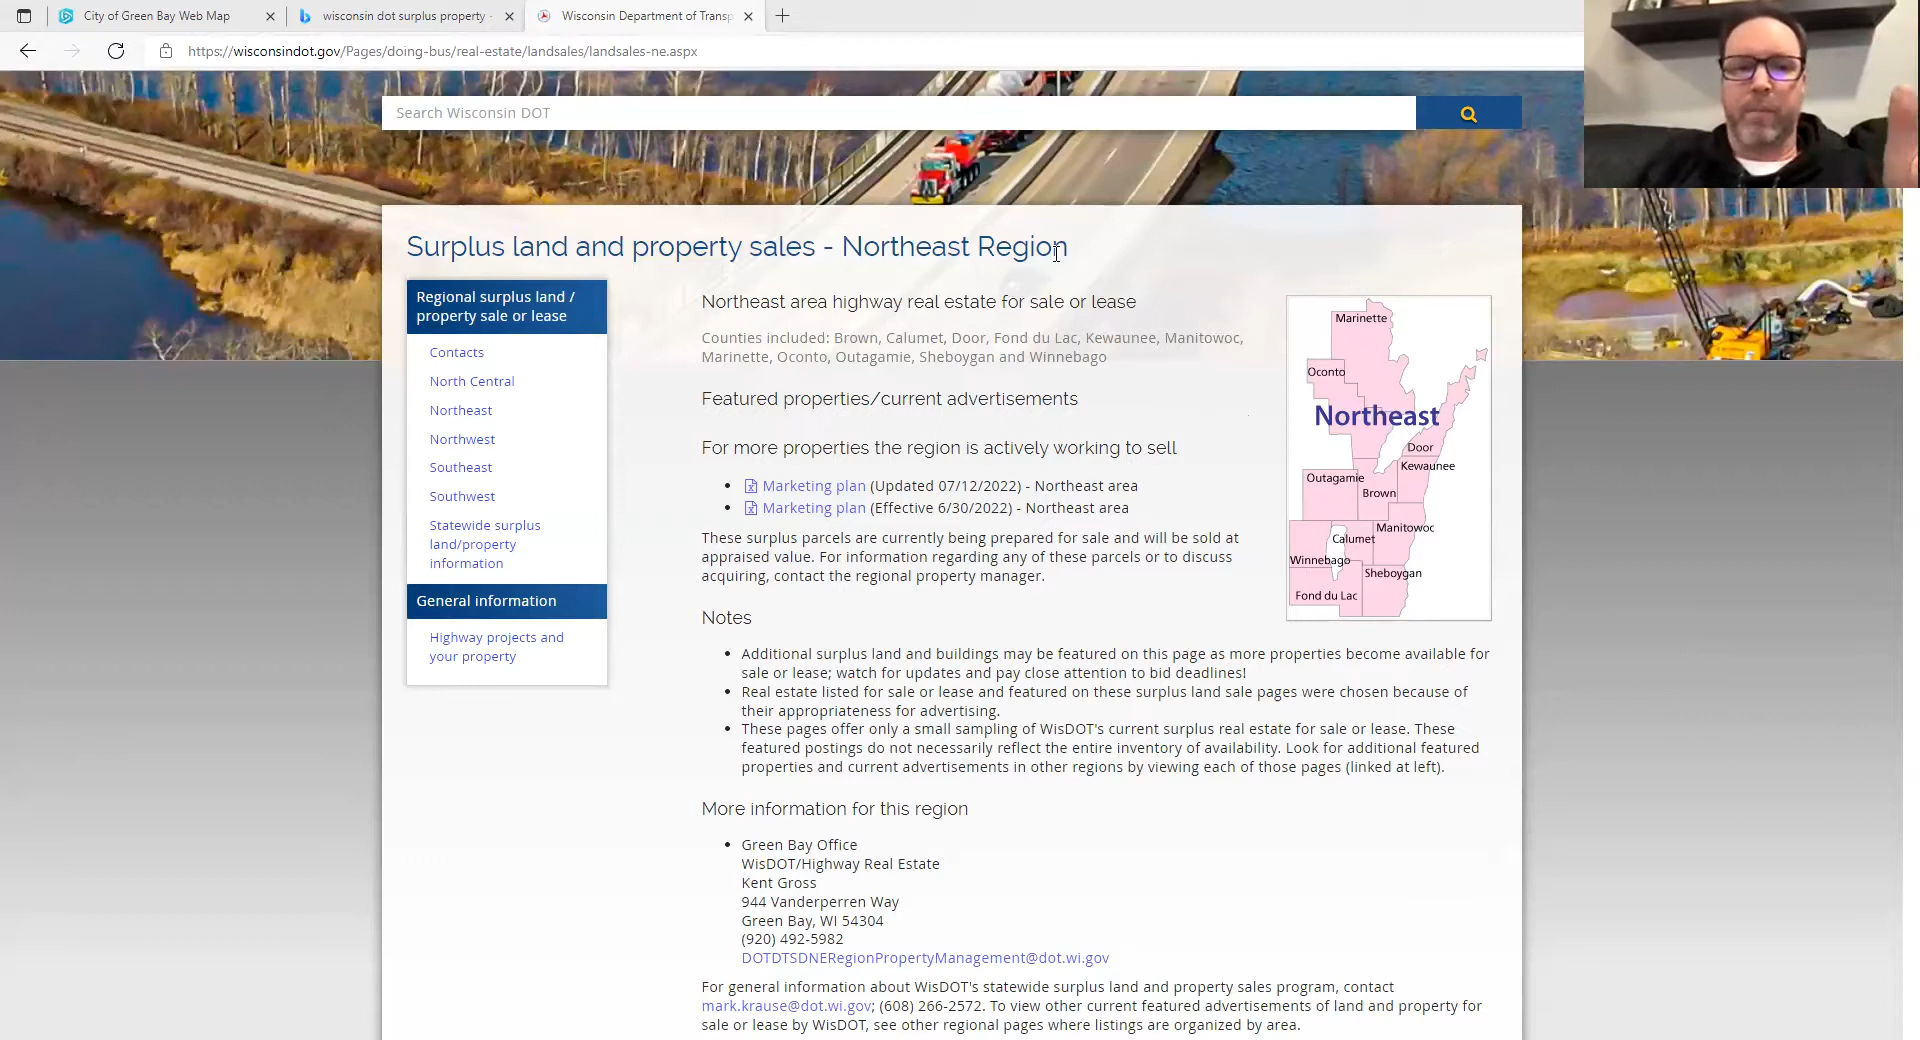 City of Green Bay Web Map
wisconsin dot surplus property -
Wisconsin Department of Transp
https://wisconsindot.gov/Pages/doing-bus/real-estate/landsales/landsales-ne.aspx
Search Wisconsin DOT
Surplus land and property sales - Northeast Region
Regional surplus land /
property sale or lease
Contacts
North Central
Northeast
Northwest
Southeast
Southwest
Statewide surplus
land/property
information
General information
Highway projects and
your property
Northeast area highway real estate for sale or lease
Counties included: Brown, Calumet, Door, Fond du Lac, Kewaunee, Manitowoc,
Marinette, Oconto, Outagamie, Sheboygan and Winnebago
Featured properties/current advertisements
For more properties the region is actively working to sell
• Marketing plan (Updated 07/12/2022) - Northeast area
• Marketing plan (Effective 6/30/2022) - Northeast area
These surplus parcels are currently being prepared for sale and will be sold at
appraised value. For information regarding any of these parcels or to discuss
acquiring, contact the regional property manager.
Marinette
Oconto
Northeast
Door
Kewaunee
Outagamie
Brown
Manitowoc
Calumet
Winnebago
Sheboygan
Fond du Lac
Notes
• Additional surplus land and buildings may be featured on this page as more properties become available for
sale or lease; watch for updates and pay close attention to bid deadlines!
• Real estate listed for sale or lease and featured on these surplus land sale pages were chosen because of
their appropriateness for advertising.
• These pages offer only a small sampling of WisDOT's current surplus real estate for sale or lease. These
featured postings do not necessarily reflect the entire inventory of availability. Look for additional featured
properties and current advertisements in other regions by viewing each of those pages (linked at left).
More information for this region
• Green Bay Office
WisDOT/Highway Real Estate
Kent Gross
944 Vanderperren Way
Green Bay, WI 54304
(920) 492-5982
DOTDTSDNERegionPropertyManagement@dot.wi.gov
For general information about WisDOT's statewide surplus land and property sales program, contact
mark.krause@dot.wi.gov; (608) 266-2572. To view other current featured advertisements of land and property for
sale or lease by WisDOT, see other regional pages where listings are organized by area.